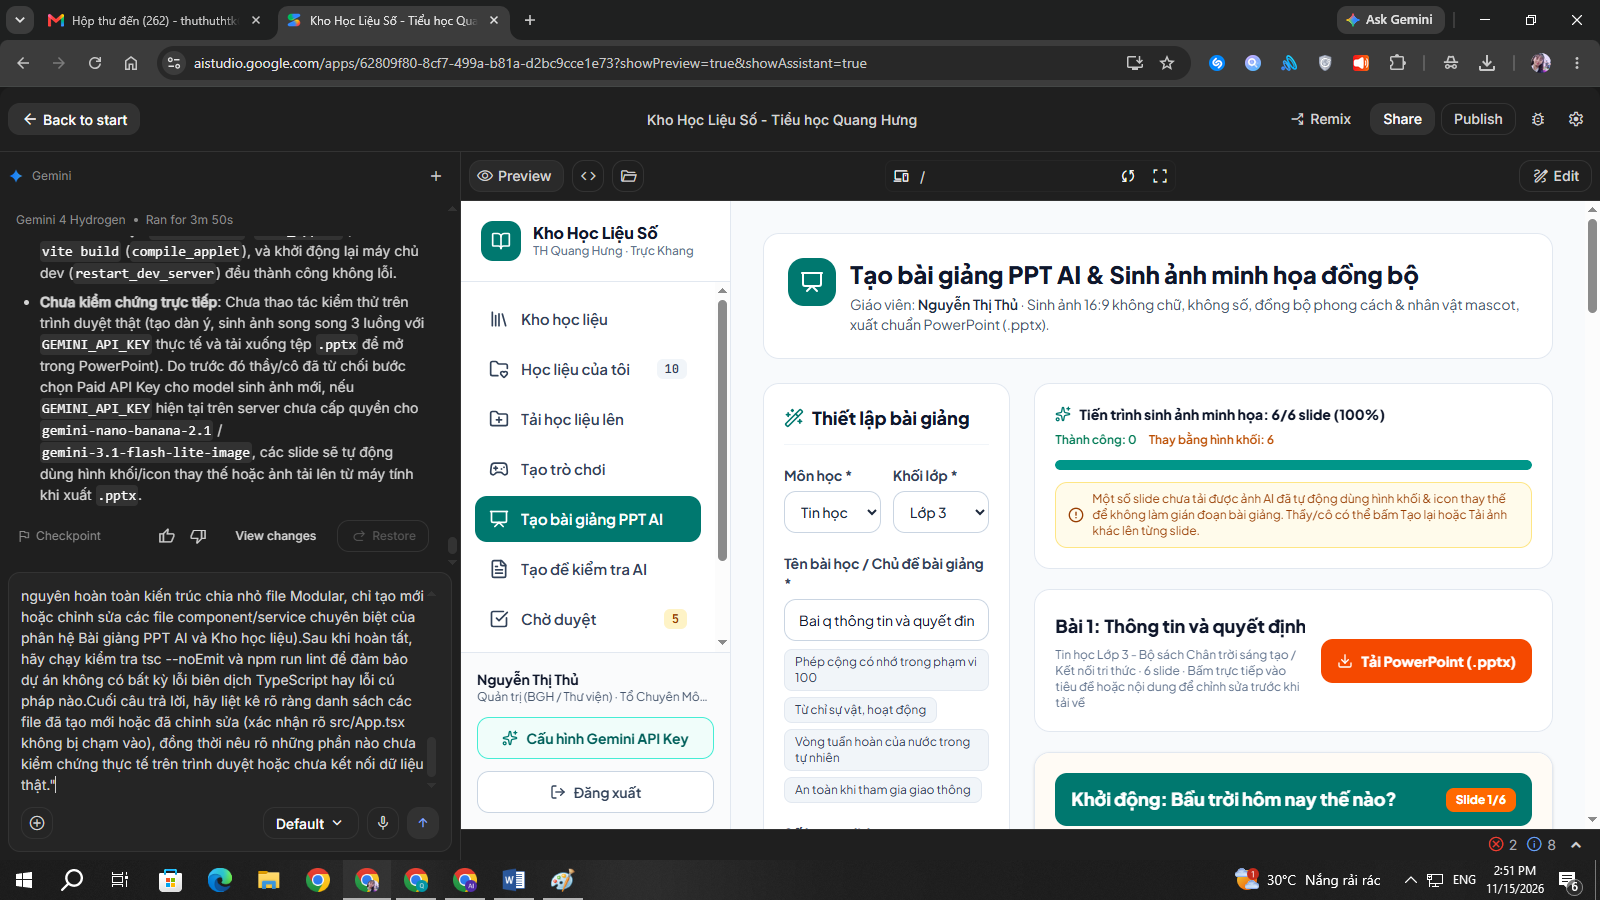 Hộp thư đến (262) - thuthuthtk
Kho Học Liệu Số - Tiểu học Qua
Ask Gemini
aistudio.google.com/apps/62809f80-8cf7-499a-b81a-d2bc9cce1e73?showPreview=true&showAssistant=true
Back to start
Kho Học Liệu Số - Tiểu học Quang Hưng
Remix
Share
Publish
Gemini
Gemini 4 Hydrogen • Ran for 3m 50s
vite build (compile_applet), và khởi động lại máy chủ
dev (restart_dev_server) đều thành công không lỗi.
• Chưa kiểm chứng trực tiếp: Chưa thao tác kiểm thử trên
trình duyệt thật (tạo dàn ý, sinh ảnh song song 3 luồng với
GEMINI_API_KEY thực tế và tải xuống tệp .pptx để mở
trong PowerPoint). Do trước đó thầy/cô đã từ chối bước
chọn Paid API Key cho model sinh ảnh mới, nếu
GEMINI_API_KEY hiện tại trên server chưa cấp quyền cho
gemini-nano-banana-2.1 /
gemini-3.1-flash-lite-image, các slide sẽ tự động
dùng hình khối/icon thay thế hoặc ảnh tải lên từ máy tính
khi xuất .pptx.
Checkpoint
View changes
Restore
nguyên hoàn toàn kiến trúc chia nhỏ file Modular, chỉ tạo mới
hoặc chỉnh sửa các file component/service chuyên biệt của
phân hệ Bài giảng PPT AI và Kho học liệu).Sau khi hoàn tất,
hãy chạy kiểm tra tsc --noEmit và npm run lint để đảm bảo
dự án không có bất kỳ lỗi biên dịch TypeScript hay lỗi cú
pháp nào.Cuối câu trả lời, hãy liệt kê rõ ràng danh sách các
file đã tạo mới hoặc đã chỉnh sửa (xác nhận rõ src/App.tsx
không bị chạm vào), đồng thời nêu rõ những phần nào chưa
kiểm chứng thực tế trên trình duyệt hoặc chưa kết nối dữ liệu
thật."
Default
Preview
/
Edit
Kho Học Liệu Số
TH Quang Hưng · Trực Khang
Kho học liệu
Học liệu của tôi 10
Tải học liệu lên
Tạo trò chơi
Tạo bài giảng PPT AI
Tạo đề kiểm tra AI
Chờ duyệt 5
Nguyễn Thị Thủ
Quản trị (BGH / Thư viện) · Tổ Chuyên Mô...
Cấu hình Gemini API Key
Đăng xuất
Tạo bài giảng PPT AI & Sinh ảnh minh họa đồng bộ
Giáo viên: Nguyễn Thị Thủ · Sinh ảnh 16:9 không chữ, không số, đồng bộ phong cách & nhân vật mascot,
xuất chuẩn PowerPoint (.pptx).
Thiết lập bài giảng
Môn học *
Khối lớp *
Tin học
Lớp 3
Tên bài học / Chủ đề bài giảng
*
Bai q thông tin và quyết đin
Phép cộng có nhớ trong phạm vi
100
Từ chỉ sự vật, hoạt động
Vòng tuần hoàn của nước trong
tự nhiên
An toàn khi tham gia giao thông
Tiến trình sinh ảnh minh họa: 6/6 slide (100%)
Thành công: 0 Thay bằng hình khối: 6
Một số slide chưa tải được ảnh AI đã tự động dùng hình khối & icon thay thế
để không làm gián đoạn bài giảng. Thầy/cô có thể bấm Tạo lại hoặc Tải ảnh
khác lên từng slide.
Bài 1: Thông tin và quyết định
Tin học Lớp 3 - Bộ sách Chân trời sáng tạo /
Kết nối tri thức · 6 slide · Bấm trực tiếp vào
tiêu đề hoặc nội dung để chỉnh sửa trước khi
tải về
Tải PowerPoint (.pptx)
Khởi động: Bầu trời hôm nay thế nào?
Slide 1/6
2
8
30°C Nắng rải rác
ENG
2:51 PM
11/15/2026
6